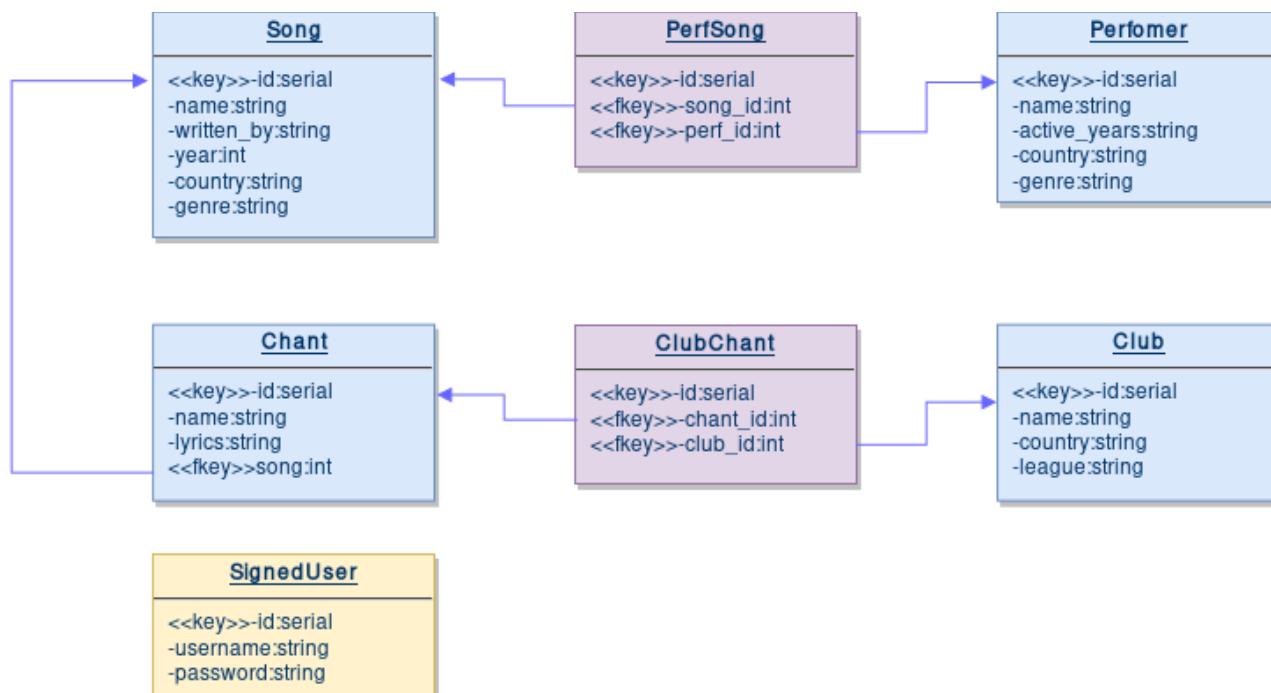 Song
<<key>>-id:serial
-name:string
-written_by:string
-year:int
-country:string
-genre:string
PerfSong
<<key>>-id:serial
<<fkey>>-song_id:int
<<fkey>>-perf_id:int
Perfomer
<<key>>-id:serial
-name:string
-active_years:string
-country:string
-genre:string
Chant
<<key>>-id:serial
-name:string
-lyrics:string
<<fkey>>song:int
ClubChant
<<key>>-id:serial
<<fkey>>-chant_id:int
<<fkey>>-club_id:int
Club
<<key>>-id:serial
-name:string
-country:string
-league:string
SignedUser
<<key>>-id:serial
-username:string
-password:string